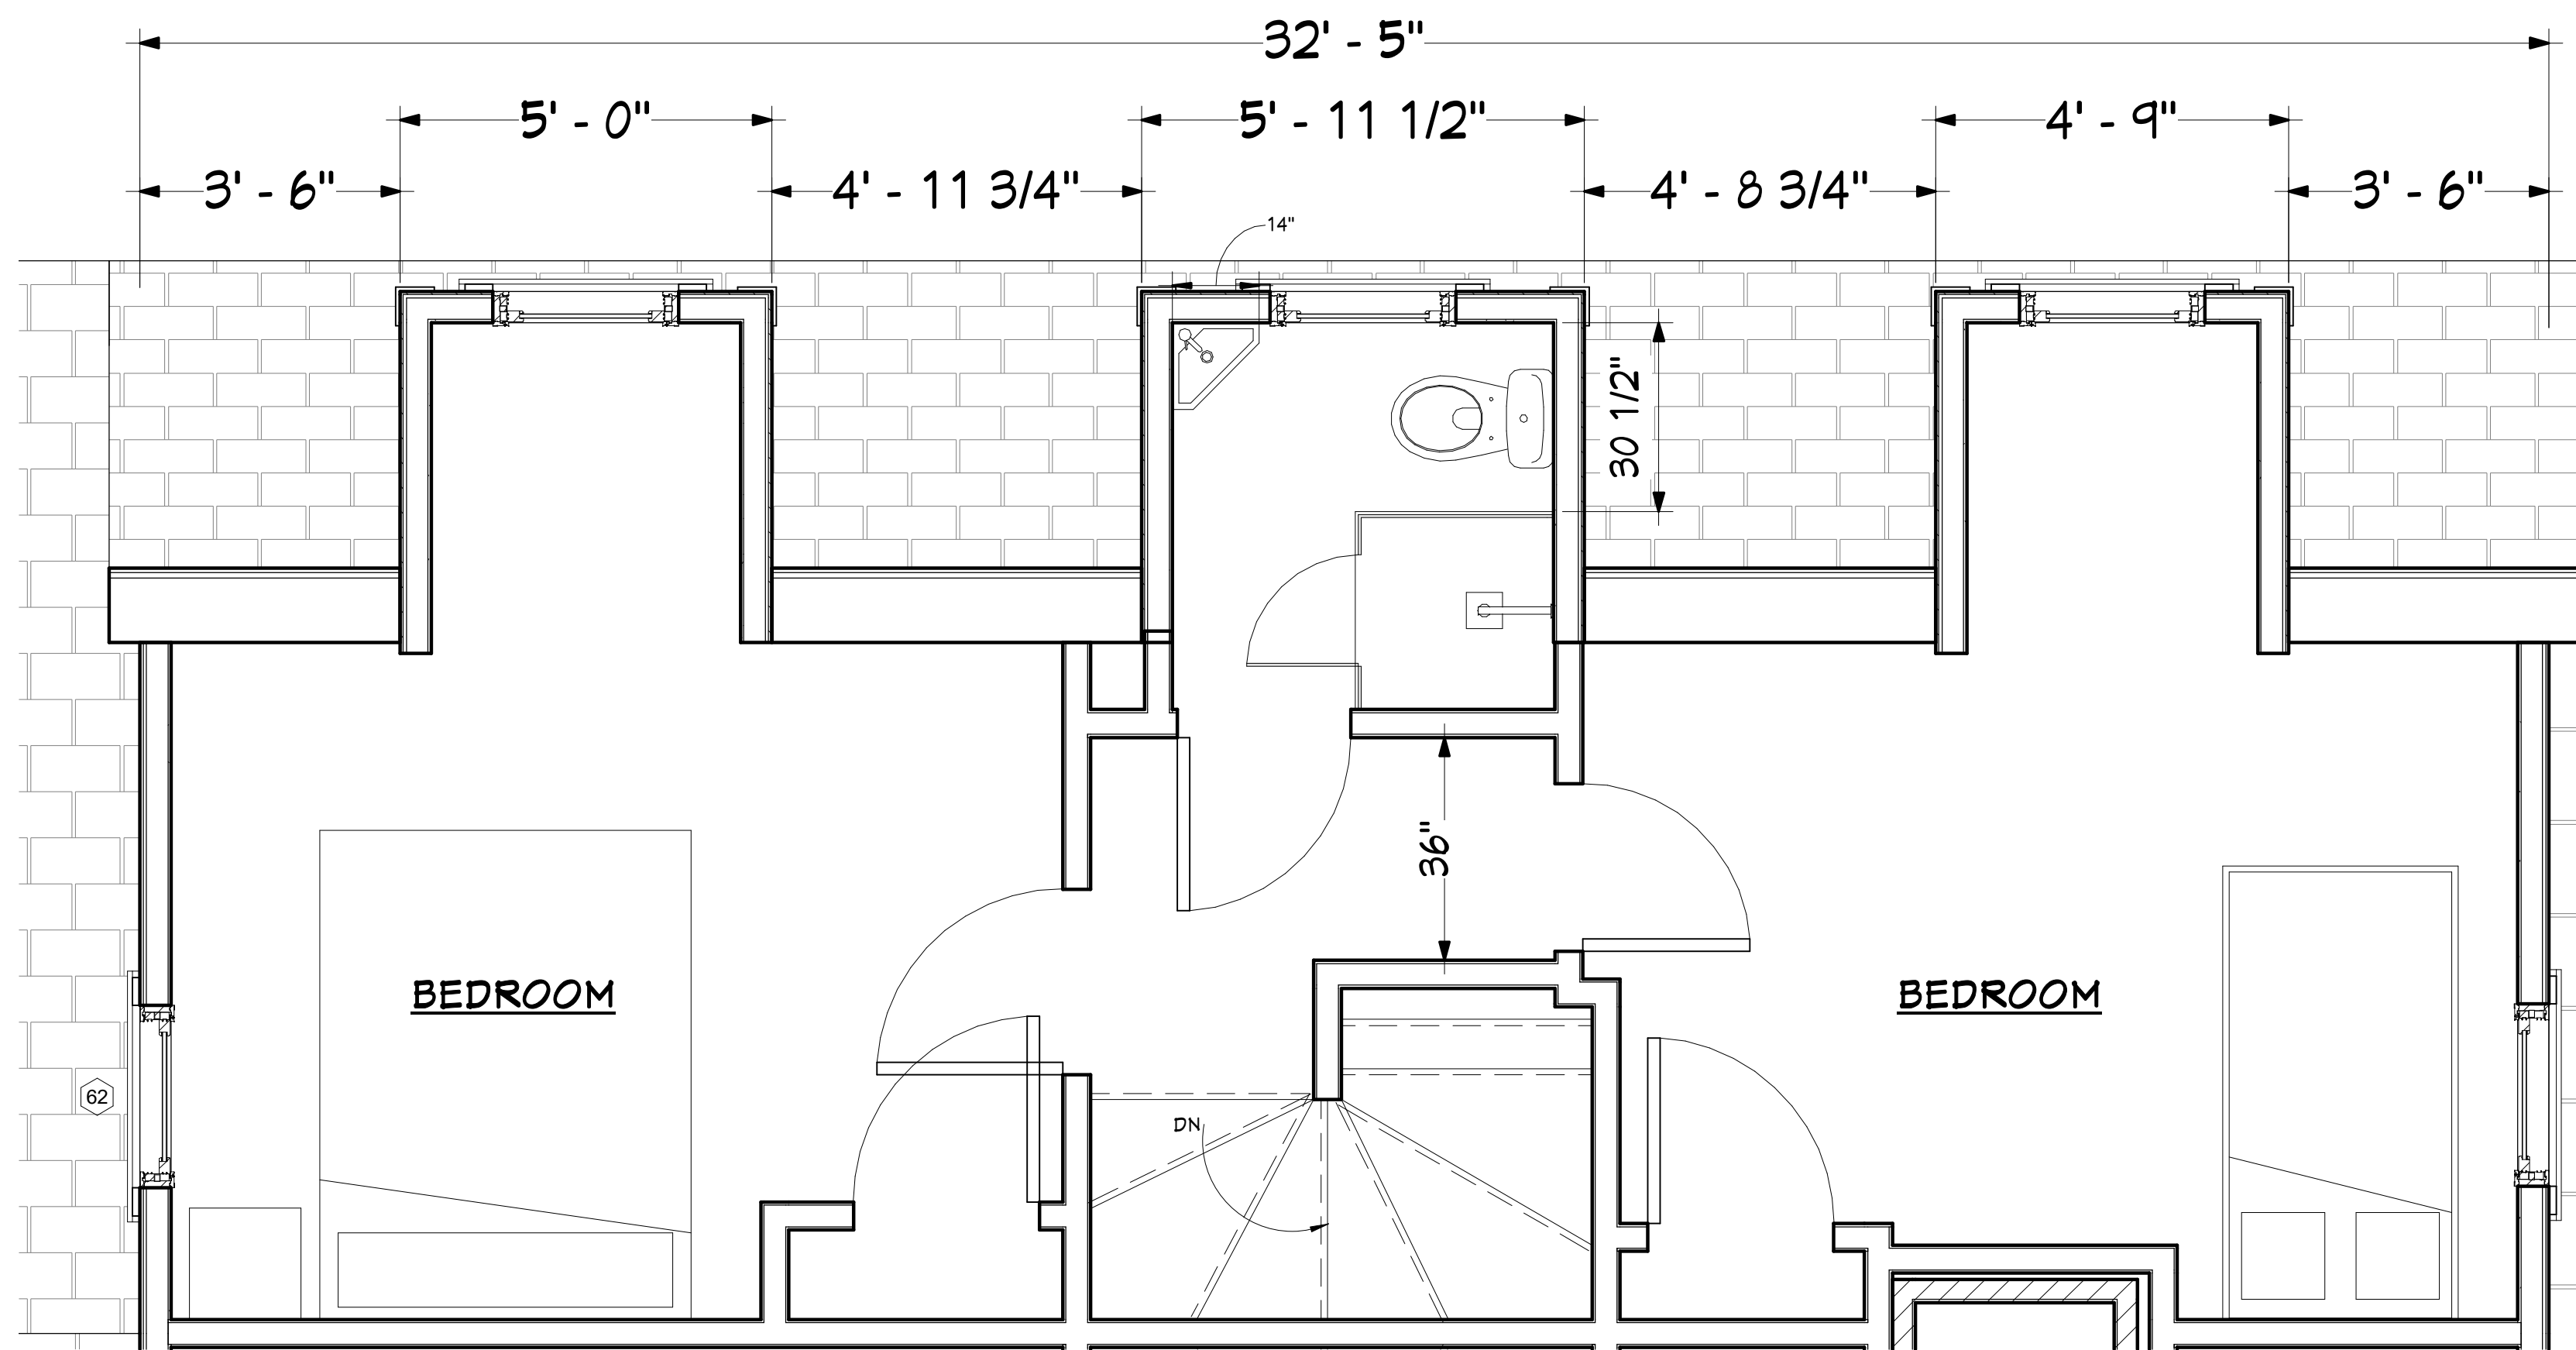 32' - 5"
5' - 0"
5' - 11 1/2"
4' - 9"
3' - 6"
4' - 11 3/4"
4' - 8 3/4"
3' - 6"
14"
30 1/2"
36"
BEDROOM
BEDROOM
62
DN